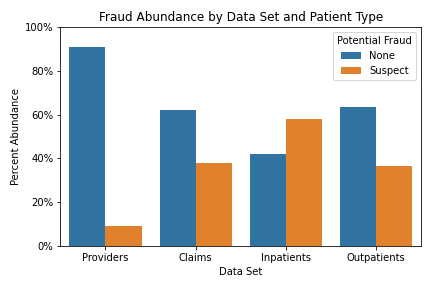 Fraud Abundance by Data Set and Patient Type
Potential Fraud
None
Suspect
Percent Abundance
100%
80%
60%
40%
20%
0%
Providers
Claims
Inpatients
Outpatients
Data Set